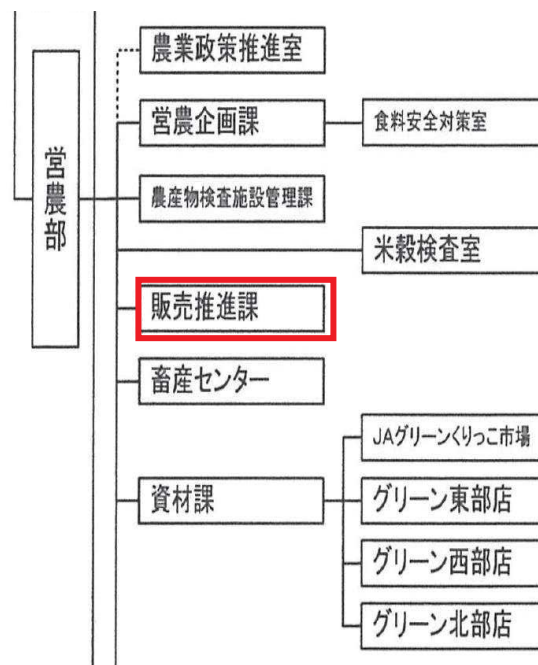 農業政策推進室
営農企画課
食料安全対策室
営農部
農産物検査施設管理課
米穀検査室
販売推進課
畜産センター
JAグリーンくりっこ市場
資材課
グリーン東部店
グリーン西部店
グリーン北部店